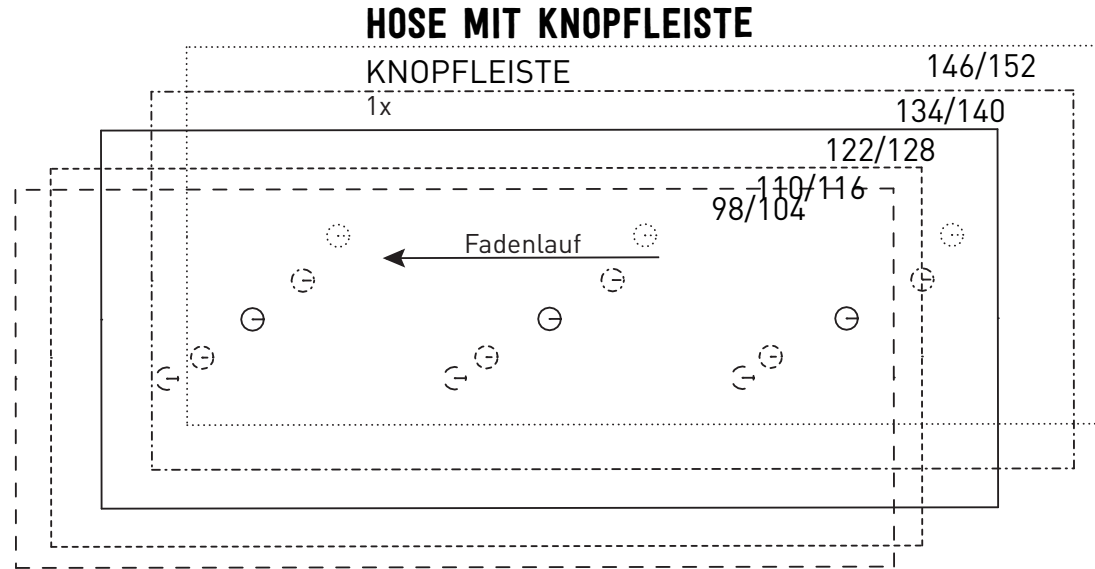 HOSE MIT KNOPFLEISTE
KNOPFLEISTE
1x
146/152
134/140
122/128
110/116
98/104
Fadenlauf